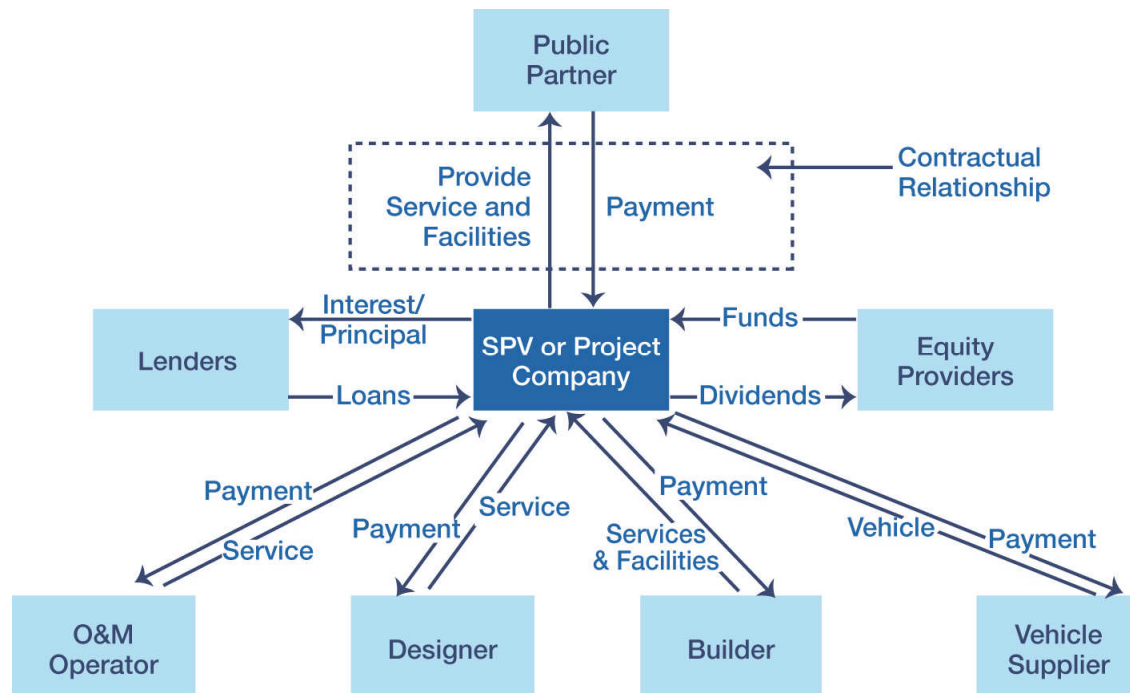 Public
Partner
Provide
Service and
Facilities
Payment
Contractual
Relationship
Interest/
Principal
Lenders
Loans
SPV or Project
Company
Funds
Dividends
Equity
Providers
Payment
Service
Payment
Service
Services
& Facilities
Payment
Vehicle
Payment
O&M
Operator
Designer
Builder
Vehicle
Supplier